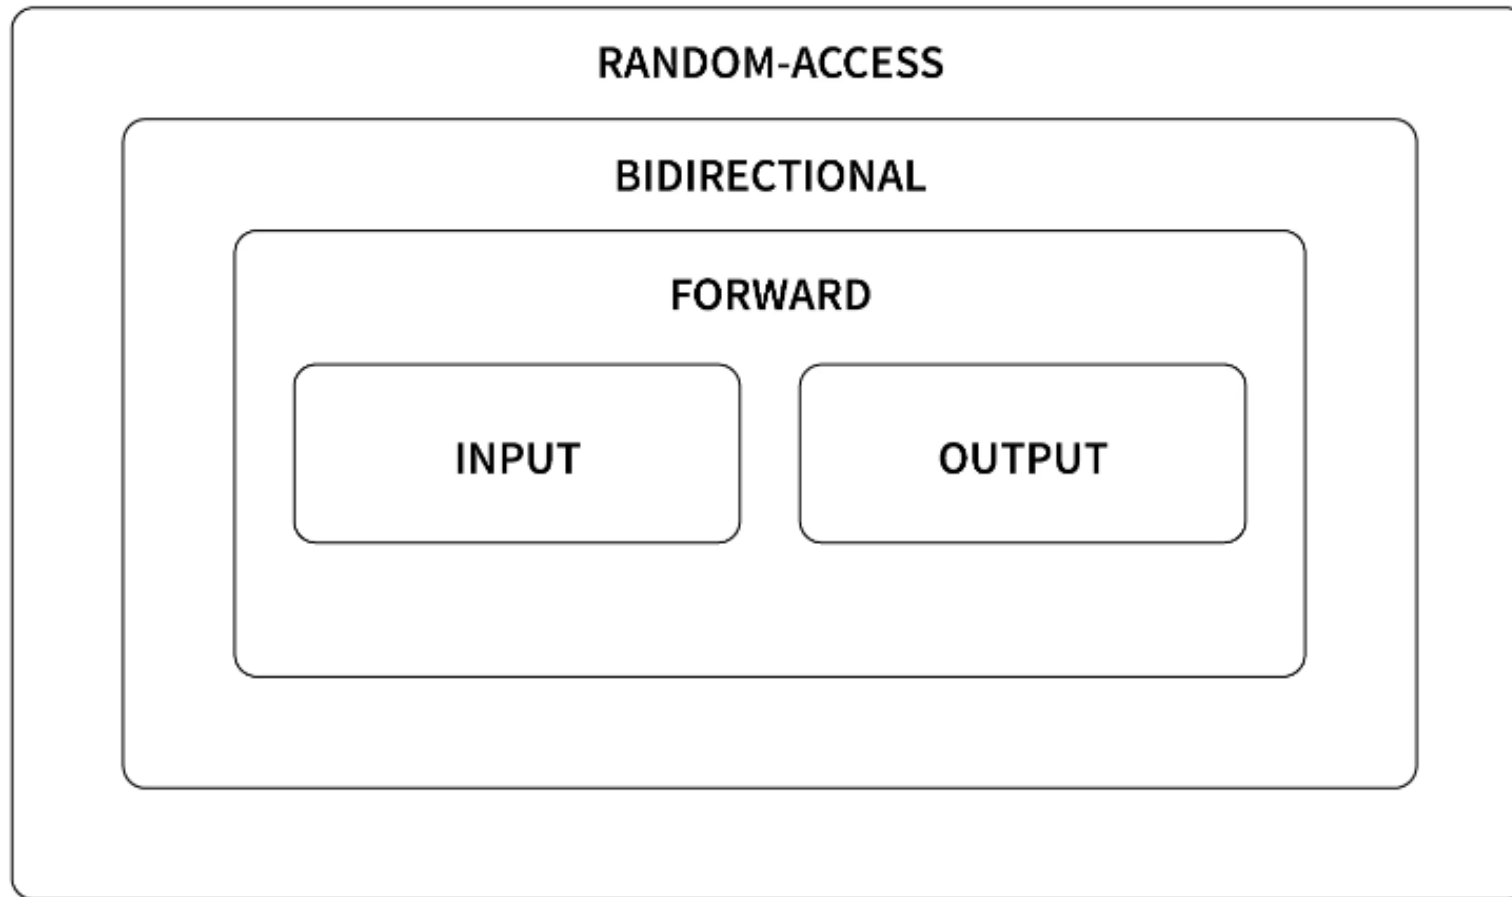 RANDOM-ACCESS
BIDIRECTIONAL
FORWARD
INPUT
OUTPUT